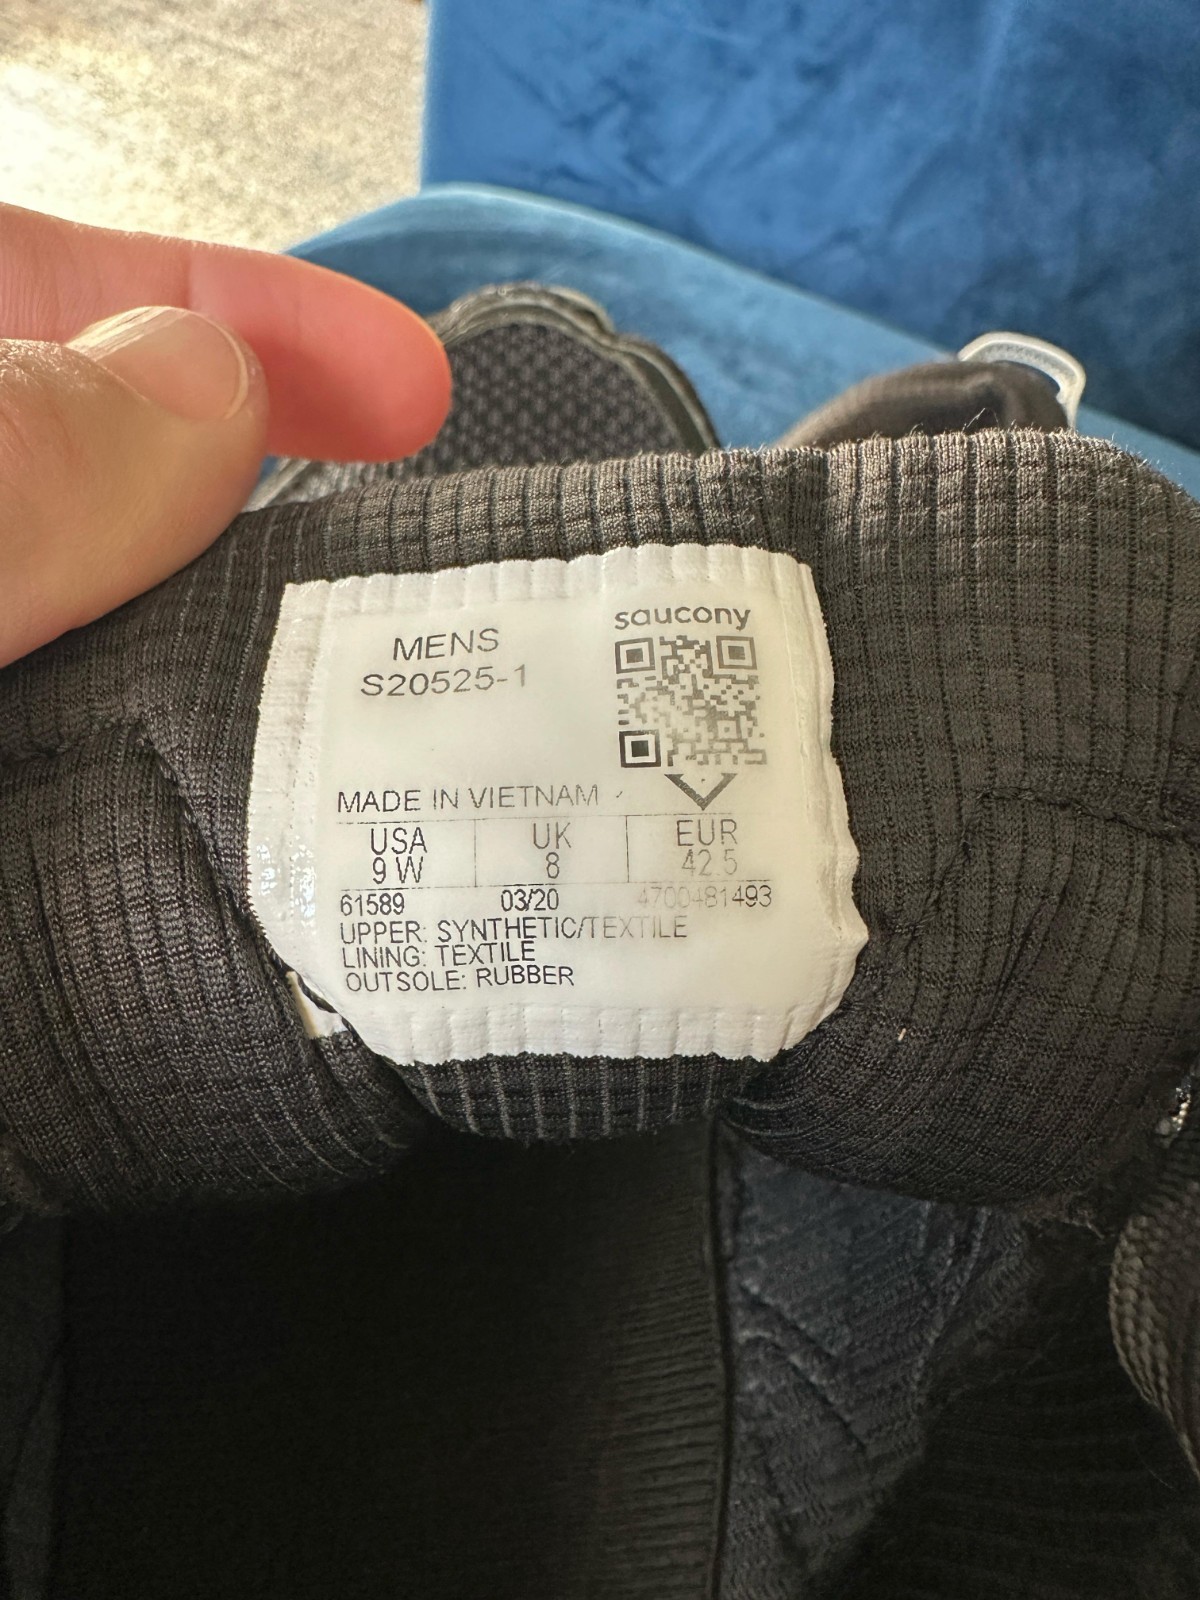 saucony
MENS
S20525-1
MADE IN VIETNAM
USA UK EUR
9 W 8 42.5
61589 03/20 4700481493
UPPER: SYNTHETIC/TEXTILE
LINING: TEXTILE
OUTSOLE: RUBBER